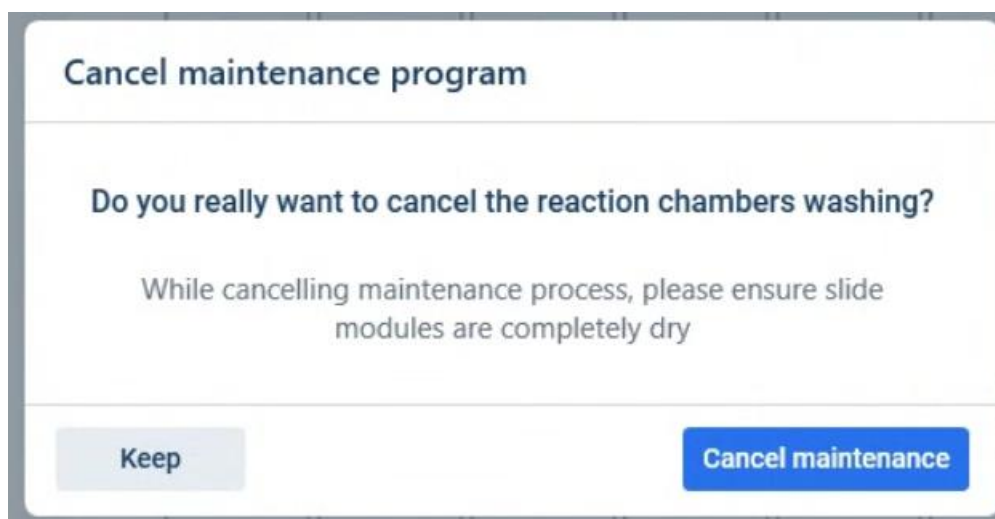 Cancel maintenance program
Do you really want to cancel the reaction chambers washing?
While cancelling maintenance process, please ensure slide
modules are completely dry
Keep
Cancel maintenance